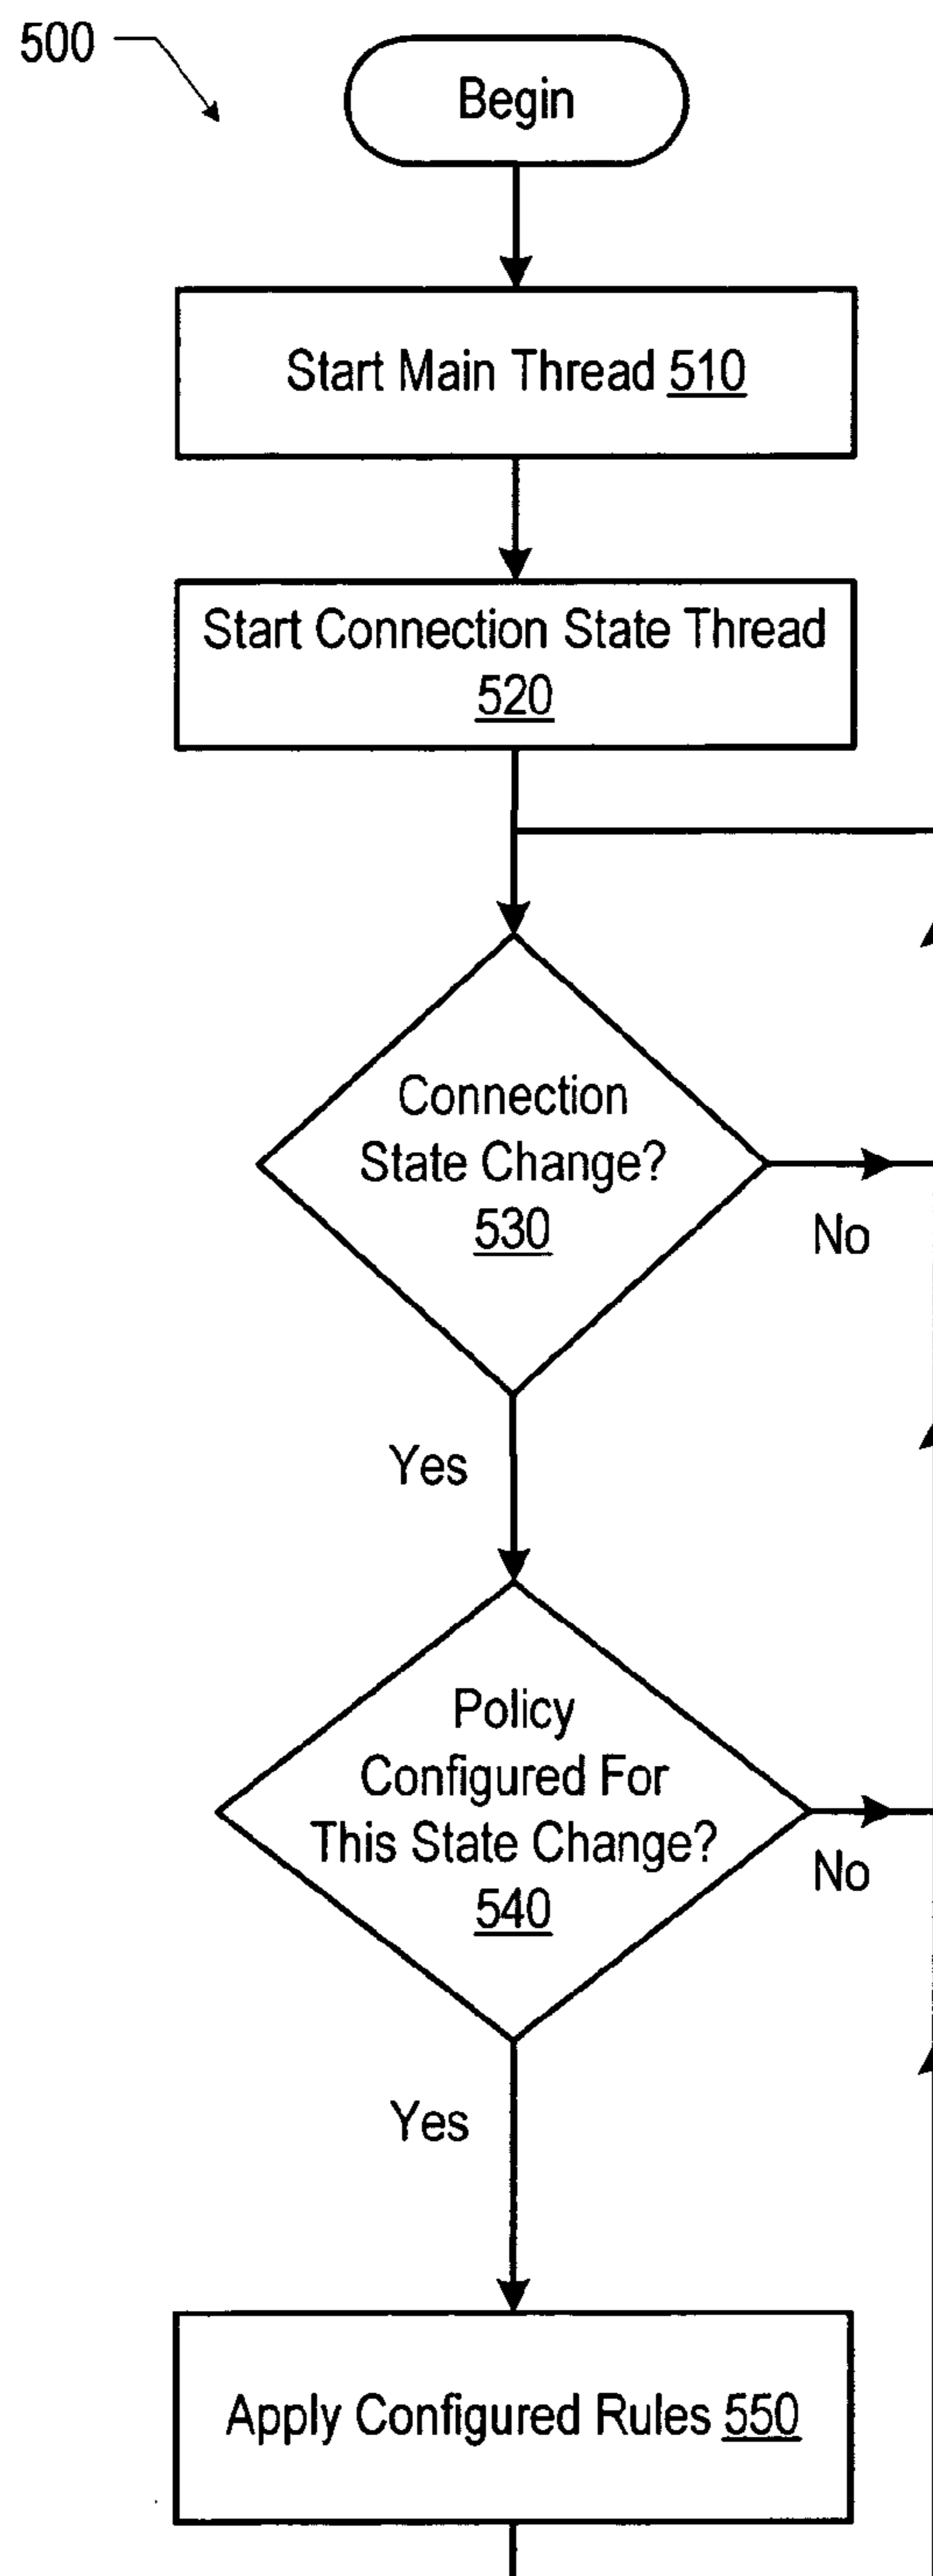 500
Begin
Start Main Thread 510
Start Connection State Thread
520
Connection
State Change?
530
No
Yes
Policy
Configured For
This State Change?
540
No
Yes
Apply Configured Rules 550